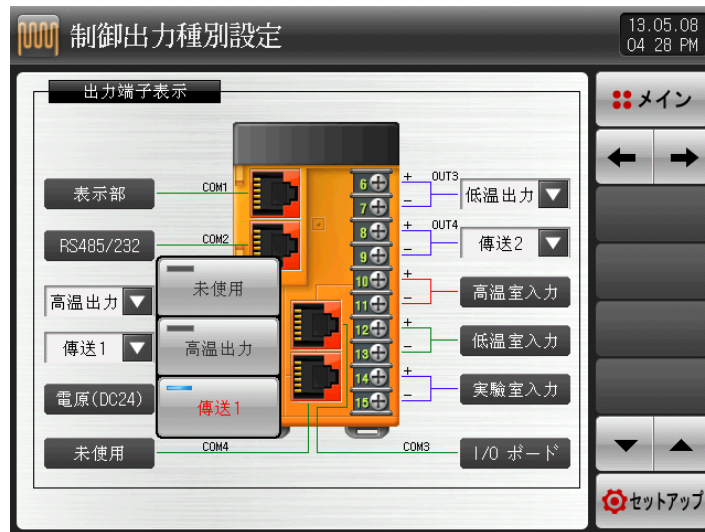 制御出力種別設定
13.05.08
04 28 PM
出力端子表示
メイン
表示部
COM1
6
+
OUT3
低温出力
7
-
RS485/232
COM2
8
+
OUT4
傳送2
9
-
未使用
高温出力
10
+
高温室入力
11
-
傳送1
高温出力
12
+
低温室入力
13
-
電原(DC24)
傳送1
14
+
実験室入力
15
-
未使用
COM4
COM3
I/O ボード
セットアップ